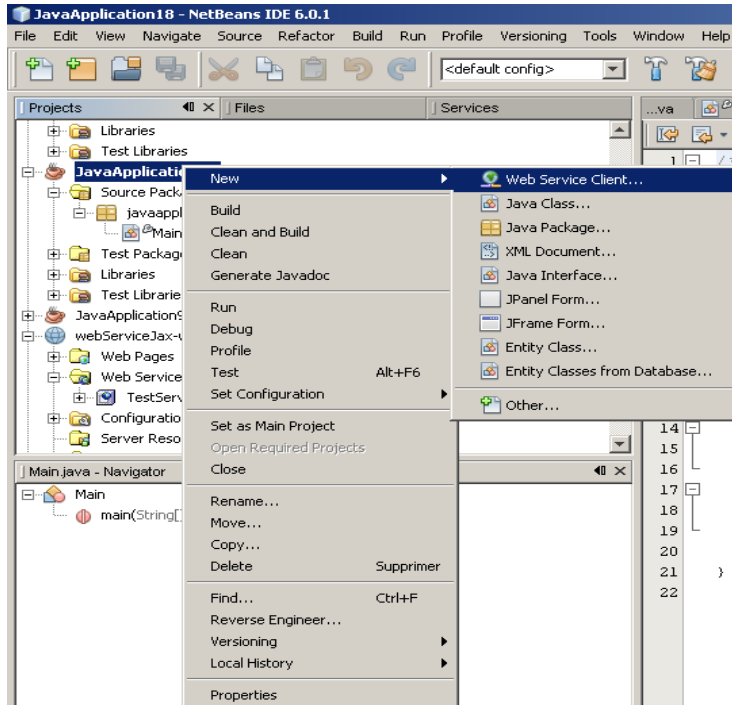 JavaApplication18 - NetBeans IDE 6.0.1
File Edit View Navigate Source Refactor Build Run Profile Versioning Tools Window Help
<default config>
Projects Files Services
...va
Libraries
Test Libraries
JavaApplicati
Source Pack
javaappl
Main
Test Packag
Libraries
Test Librarie
JavaApplication9
webServiceJax-
Web Pages
Web Service
TestServ
Configuratio
Server Reso
New
Build
Clean and Build
Clean
Generate Javadoc
Run
Debug
Profile
Test Alt+F6
Set Configuration
Set as Main Project
Open Required Projects
Close
Rename...
Move...
Copy...
Delete Supprimer
Find... Ctrl+F
Reverse Engineer...
Versioning
Local History
Properties
Web Service Client...
Java Class...
Java Package...
XML Document...
Java Interface...
JPanel Form...
JFrame Form...
Entity Class...
Entity Classes from Database...
Other...
Main.java - Navigator
Main
main(String[]
1
14
15
16
17
18
19
20
21 }
22